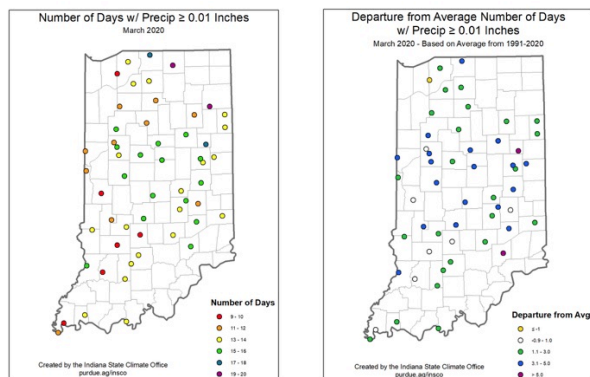 Number of Days w/ Precip ≥ 0.01 Inches
March 2020
Number of Days
9 - 10
11 - 12
13 - 14
15 - 16
17 - 18
19 - 20
Created by the Indiana State Climate Office
purdue.ag/insco
Departure from Average Number of Days
w/ Precip ≥ 0.01 Inches
March 2020 - Based on Average from 1991-2020
Departure from Avg
≤ -1
-0.9 - 1.0
1.1 - 3.0
3.1 - 5.0
> 5.0
Created by the Indiana State Climate Office
purdue.ag/insco